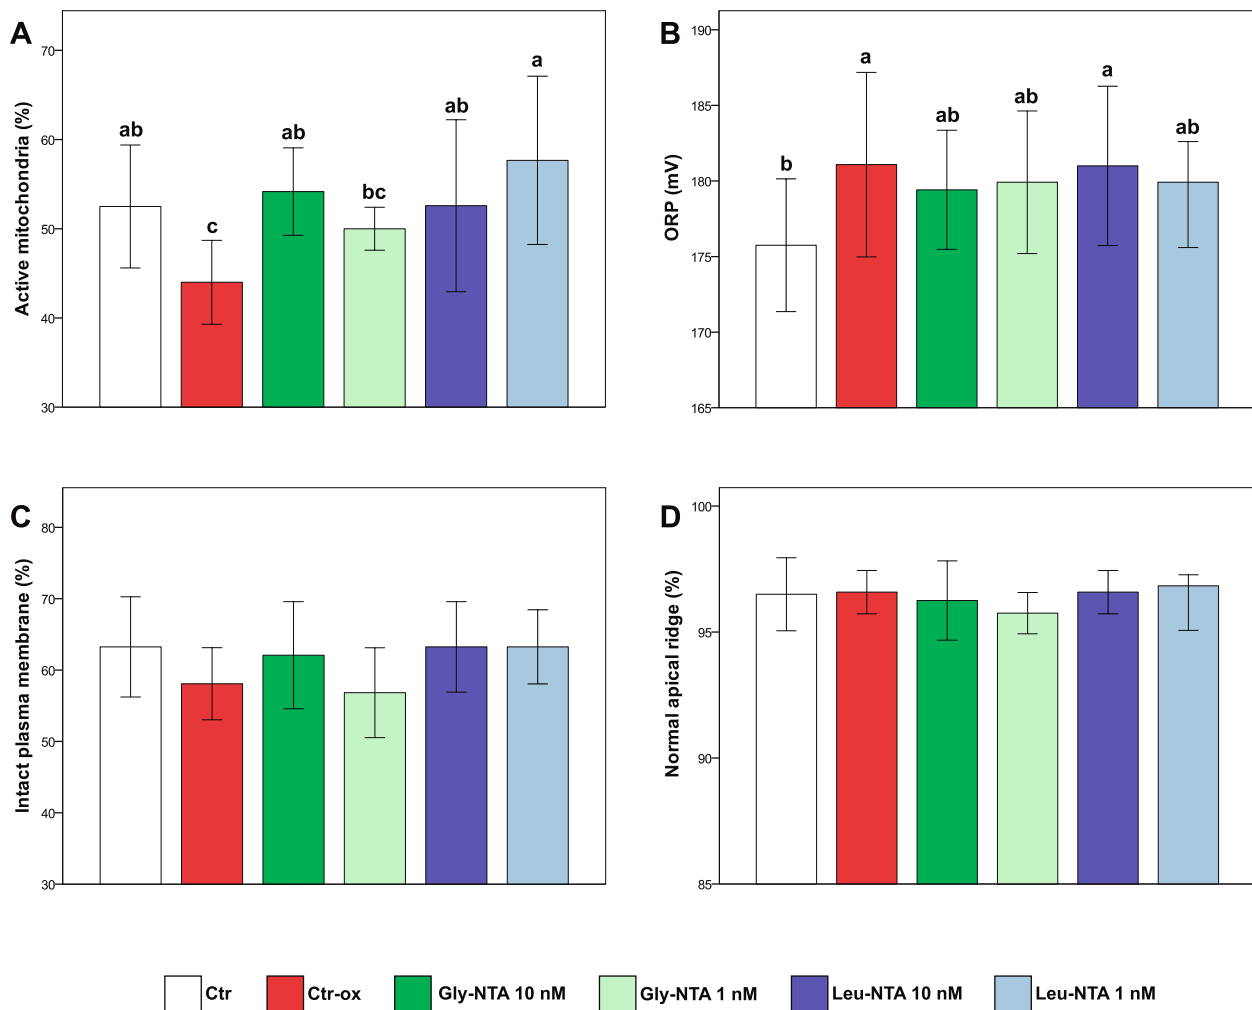 A
Active mitochondria (%)
70
60
50
40
30
ab
c
ab
bc
ab
a
B
ORP (mV)
190
185
180
175
170
165
b
a
ab
ab
a
ab
C
Intact plasma membrane (%)
80
70
60
50
40
30
D
Normal apical ridge (%)
100
95
90
85
Ctr
Ctr-ox
Gly-NTA 10 nM
Gly-NTA 1 nM
Leu-NTA 10 nM
Leu-NTA 1 nM